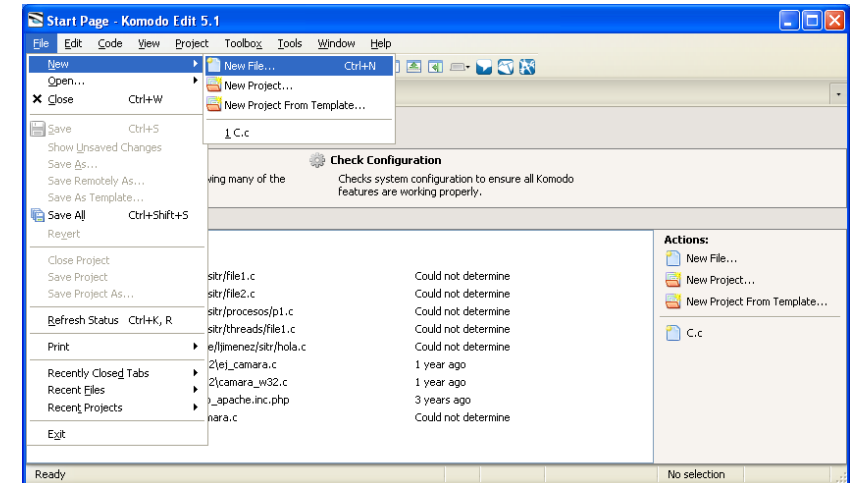 Start Page - Komodo Edit 5.1
File Edit Code View Project Toolbox Tools Window Help
New
New File... Ctrl+N
Open...
New Project...
Close Ctrl+W
New Project From Template...
1 C.c
Save Ctrl+S
Show Unsaved Changes
Save As...
Save Remotely As...
Save As Template...
Save All Ctrl+Shift+S
Revert
Close Project
Save Project
Save Project As...
Refresh Status Ctrl+K, R
Print
Recently Closed Tabs
Recent Files
Recent Projects
Exit
Check Configuration
ving many of the
Checks system configuration to ensure all Komodo
features are working properly.
sitr/file1.c Could not determine
sitr/file2.c Could not determine
sitr/procesos/p1.c Could not determine
sitr/threads/file1.c Could not determine
e/ljimenez/sitr/hola.c Could not determine
2\ej_camara.c 1 year ago
2\camara_w32.c 1 year ago
_apache.inc.php 3 years ago
mara.c Could not determine
Actions:
New File...
New Project...
New Project From Template...
C.c
Ready No selection